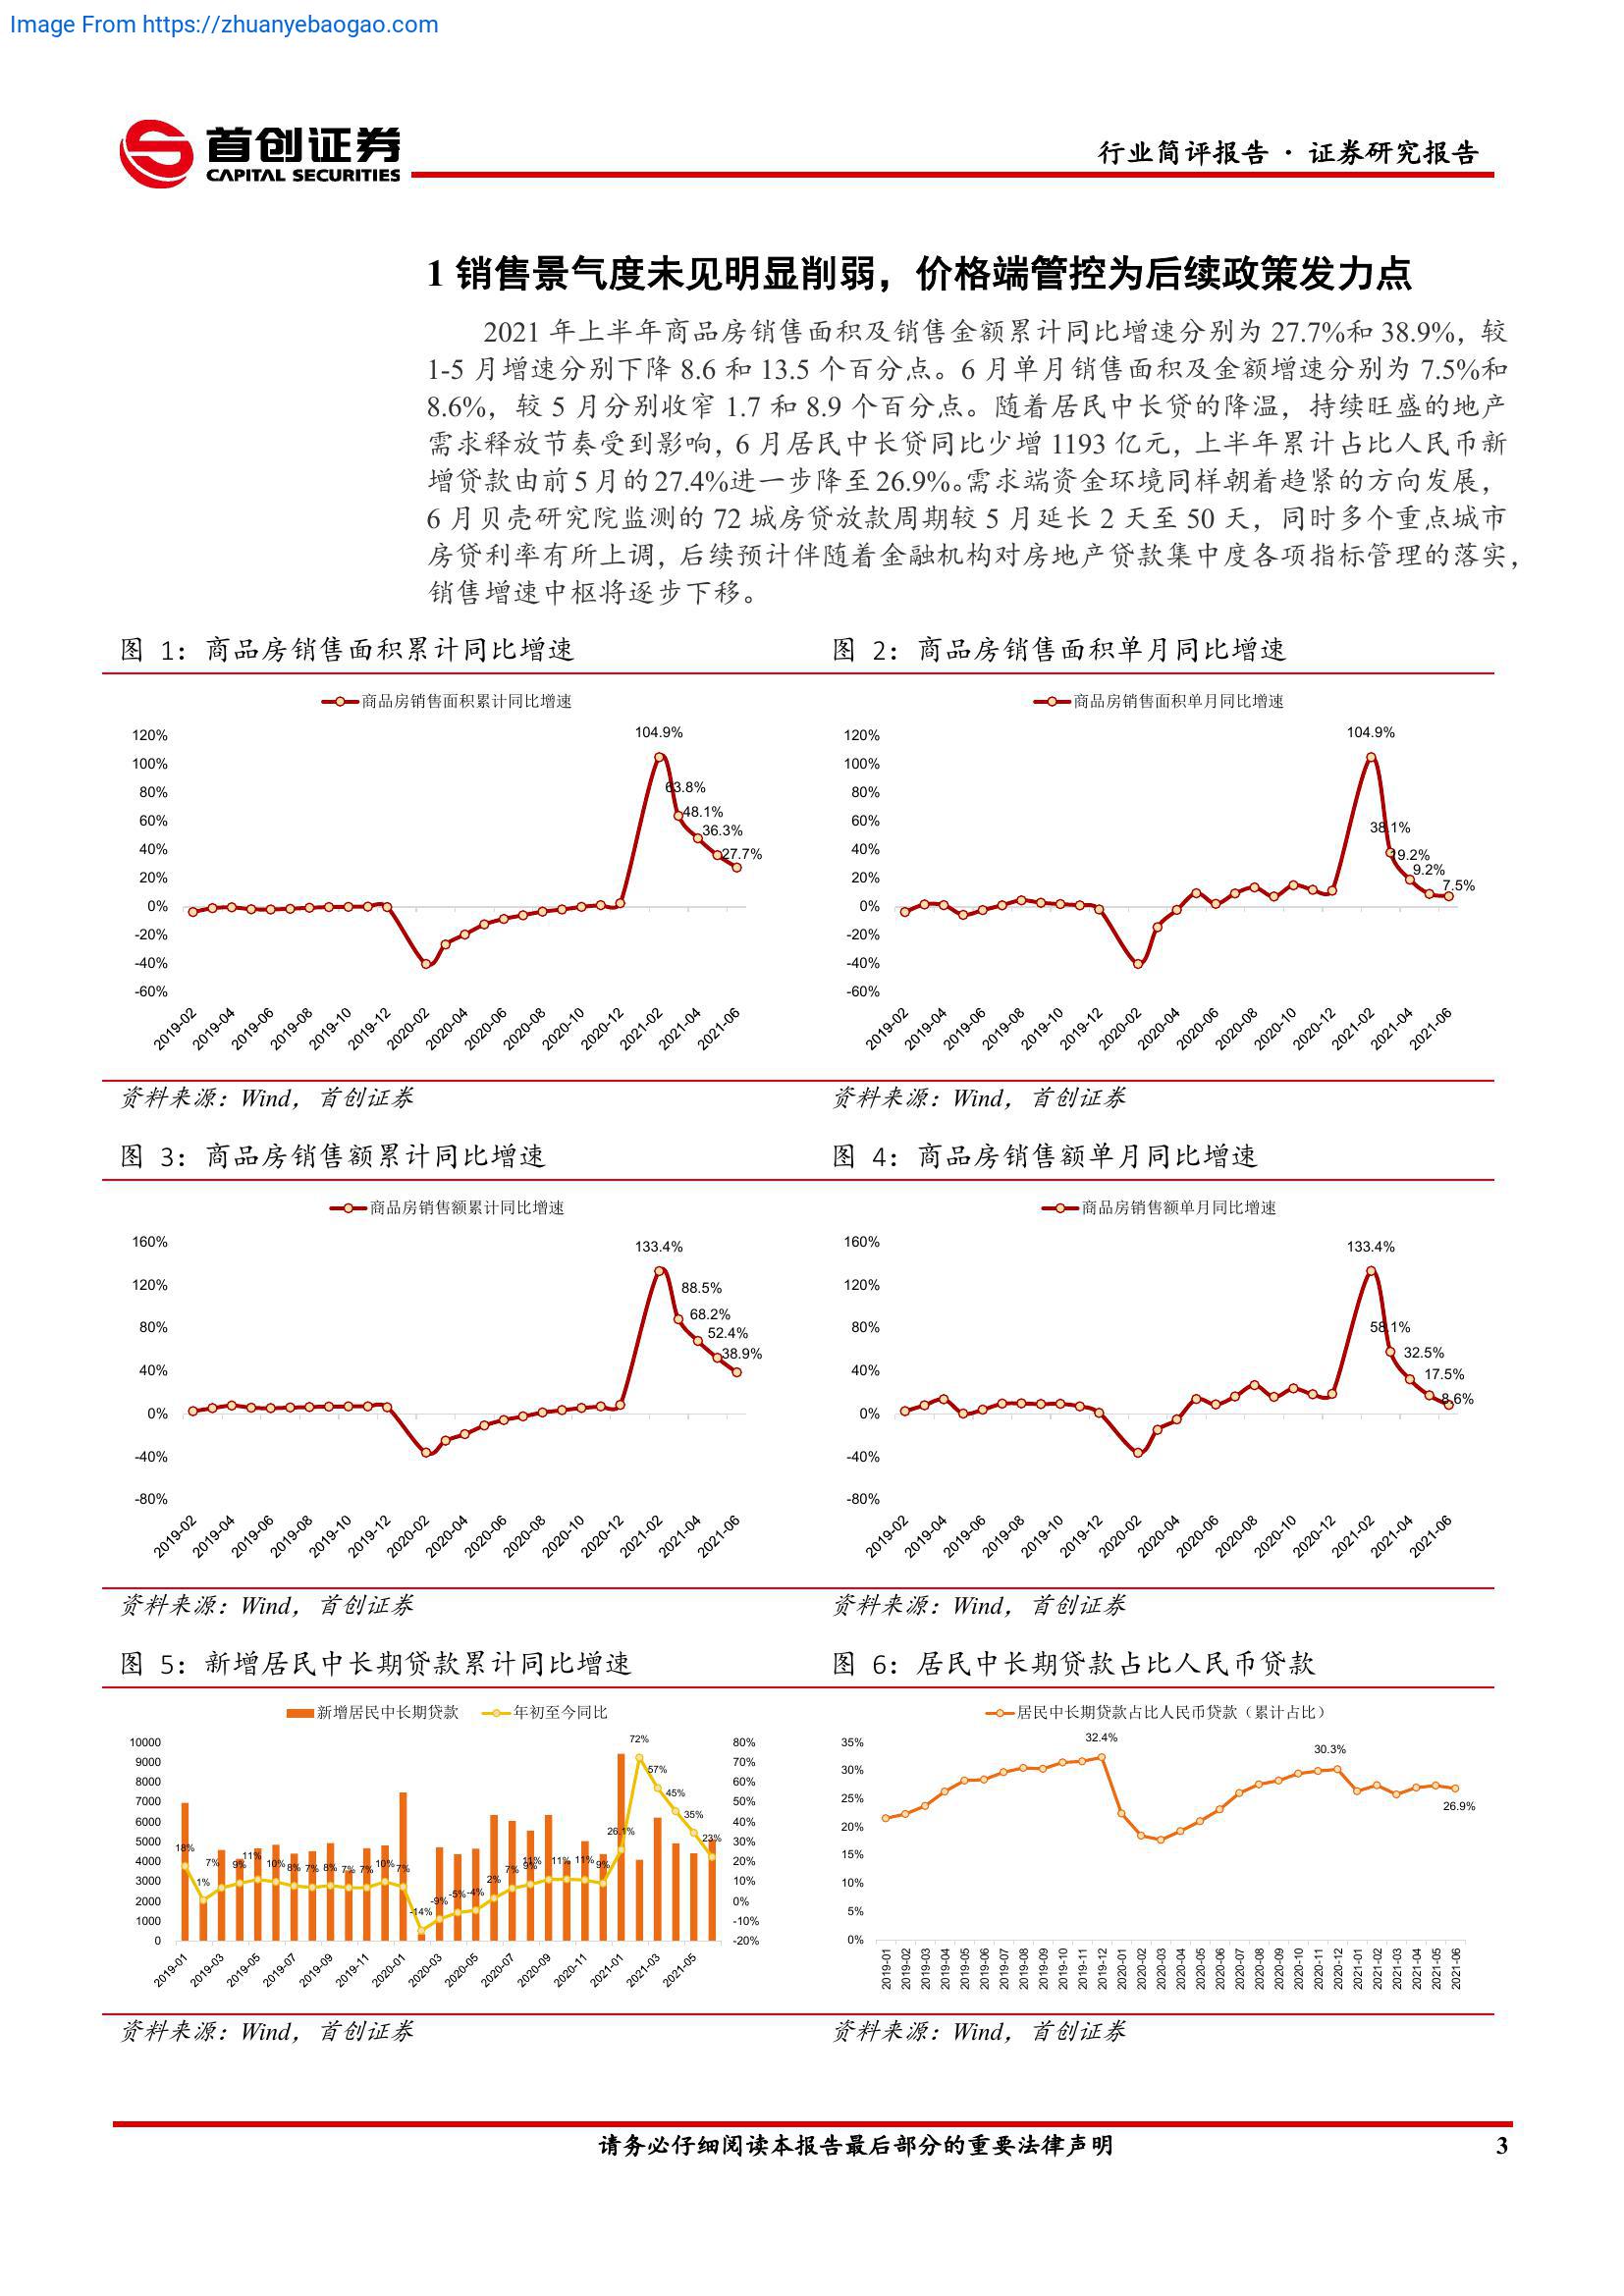 Image From https://zhuanyebaogao.com
首创证券
CAPITAL SECURITIES
行业简评报告 · 证券研究报告
1 销售景气度未见明显削弱，价格端管控为后续政策发力点
2021 年上半年商品房销售面积及销售金额累计同比增速分别为 27.7%和 38.9%，较
1-5 月增速分别下降 8.6 和 13.5 个百分点。6 月单月销售面积及金额增速分别为 7.5%和
8.6%，较 5 月分别收窄 1.7 和 8.9 个百分点。随着居民中长贷的降温，持续旺盛的地产
需求释放节奏受到影响，6 月居民中长贷同比少增 1193 亿元，上半年累计占比人民币新
增贷款由前 5 月的 27.4%进一步降至 26.9%。需求端资金环境同样朝着趋紧的方向发展，
6 月贝壳研究院监测的 72 城房贷放款周期较 5 月延长 2 天至 50 天，同时多个重点城市
房贷利率有所上调，后续预计伴随着金融机构对房地产贷款集中度各项指标管理的落实，
销售增速中枢将逐步下移。
图 1：商品房销售面积累计同比增速
商品房销售面积累计同比增速
120%
100%
80%
60%
40%
20%
0%
-20%
-40%
-60%
104.9%
63.8%
48.1%
36.3%
27.7%
2019-02 2019-04 2019-06 2019-08 2019-10 2019-12 2020-02 2020-04 2020-06 2020-08 2020-10 2020-12 2021-02 2021-04 2021-06
资料来源：Wind，首创证券
图 2：商品房销售面积单月同比增速
商品房销售面积单月同比增速
120%
100%
80%
60%
40%
20%
0%
-20%
-40%
-60%
104.9%
38.1%
19.2%
9.2%
7.5%
2019-02 2019-04 2019-06 2019-08 2019-10 2019-12 2020-02 2020-04 2020-06 2020-08 2020-10 2020-12 2021-02 2021-04 2021-06
资料来源：Wind，首创证券
图 3：商品房销售额累计同比增速
商品房销售额累计同比增速
160%
120%
80%
40%
0%
-40%
-80%
133.4%
88.5%
68.2%
52.4%
38.9%
2019-02 2019-04 2019-06 2019-08 2019-10 2019-12 2020-02 2020-04 2020-06 2020-08 2020-10 2020-12 2021-02 2021-04 2021-06
资料来源：Wind，首创证券
图 4：商品房销售额单月同比增速
商品房销售额单月同比增速
160%
120%
80%
40%
0%
-40%
-80%
133.4%
58.1%
32.5%
17.5%
8.6%
2019-02 2019-04 2019-06 2019-08 2019-10 2019-12 2020-02 2020-04 2020-06 2020-08 2020-10 2020-12 2021-02 2021-04 2021-06
资料来源：Wind，首创证券
图 5：新增居民中长期贷款累计同比增速
新增居民中长期贷款 年初至今同比
10000
9000
8000
7000
6000
5000
4000
3000
2000
1000
0
80%
70%
60%
50%
40%
30%
20%
10%
0%
-10%
-20%
18% 1% 7% 9% 11% 10% 8% 7% 8% 7% 7% 10% 7% -14% -9% -5% -4% 2% 7% 9% 11% 11% 11% 9% 26.1% 72% 57% 45% 35% 23%
2019-01 2019-03 2019-05 2019-07 2019-09 2019-11 2020-01 2020-03 2020-05 2020-07 2020-09 2020-11 2021-01 2021-03 2021-05
资料来源：Wind，首创证券
图 6：居民中长期贷款占比人民币贷款
居民中长期贷款占比人民币贷款（累计占比）
35%
30%
25%
20%
15%
10%
5%
0%
32.4%
30.3%
26.9%
2019-01 2019-02 2019-03 2019-04 2019-05 2019-06 2019-07 2019-08 2019-09 2019-10 2019-11 2019-12 2020-01 2020-02 2020-03 2020-04 2020-05 2020-06 2020-07 2020-08 2020-09 2020-10 2020-11 2020-12 2021-01 2021-02 2021-03 2021-04 2021-05 2021-06
资料来源：Wind，首创证券
请务必仔细阅读本报告最后部分的重要法律声明
3